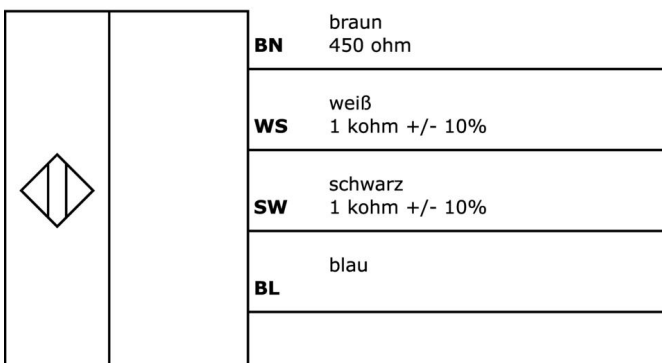 braun
BN 450 ohm
weiß
WS 1 kohm +/- 10%
schwarz
SW 1 kohm +/- 10%
blau
BL